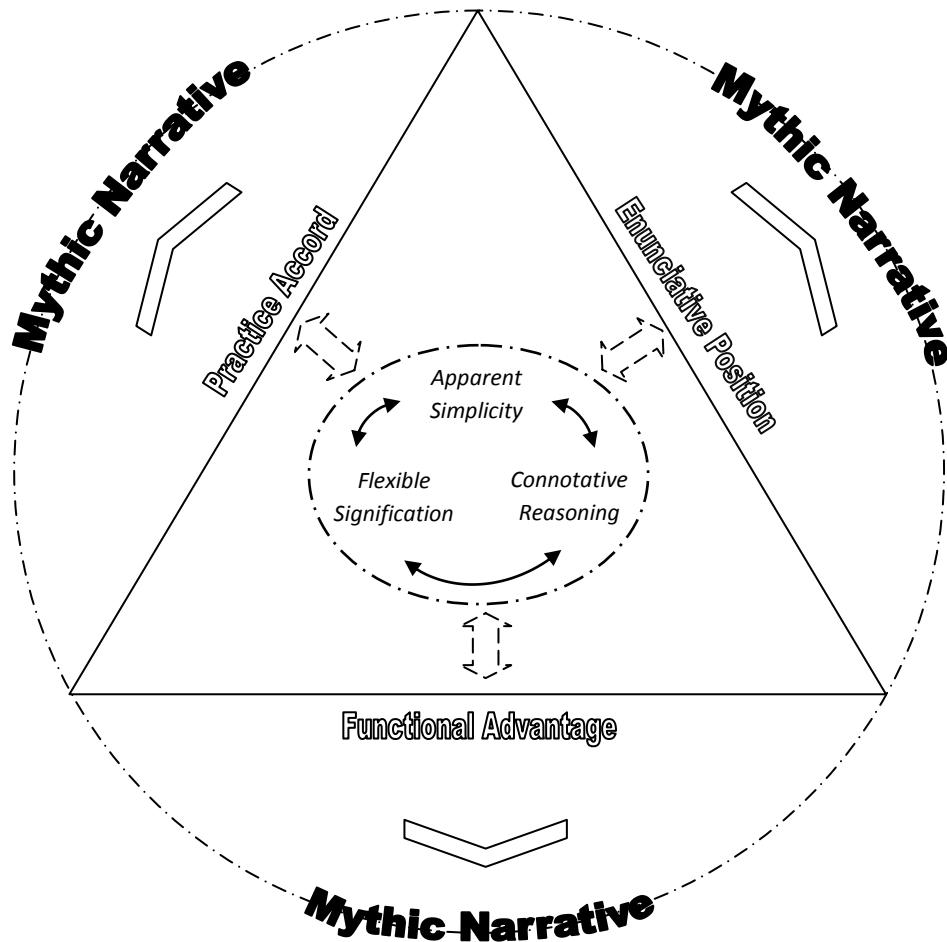 Mythic Narrative
Mythic Narrative
Practice Accord
Enunciative Position
Apparent
Simplicity
Flexible
Signification
Connotative
Reasoning
Functional Advantage
Mythic Narrative